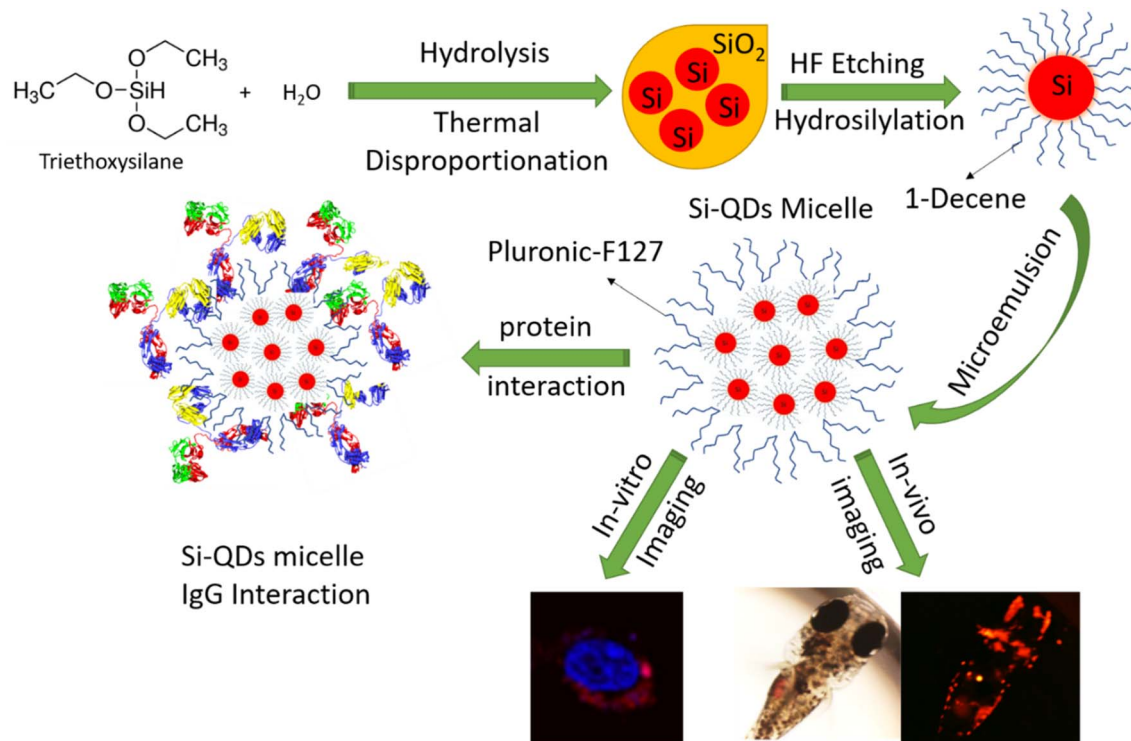 CH₃
O
H₃C
O
SiH
+
H₂O
O
CH₃
Triethoxysilane
Hydrolysis
Thermal
Disproportionation
SiO₂
Si
Si
Si
Si
HF Etching
Hydrosilylation
Si
1-Decene
Microemulsion
Si-QDs Micelle
Pluronic-F127
protein
interaction
Si-QDs micelle
IgG Interaction
In-vitro
Imaging
In-vivo
imaging